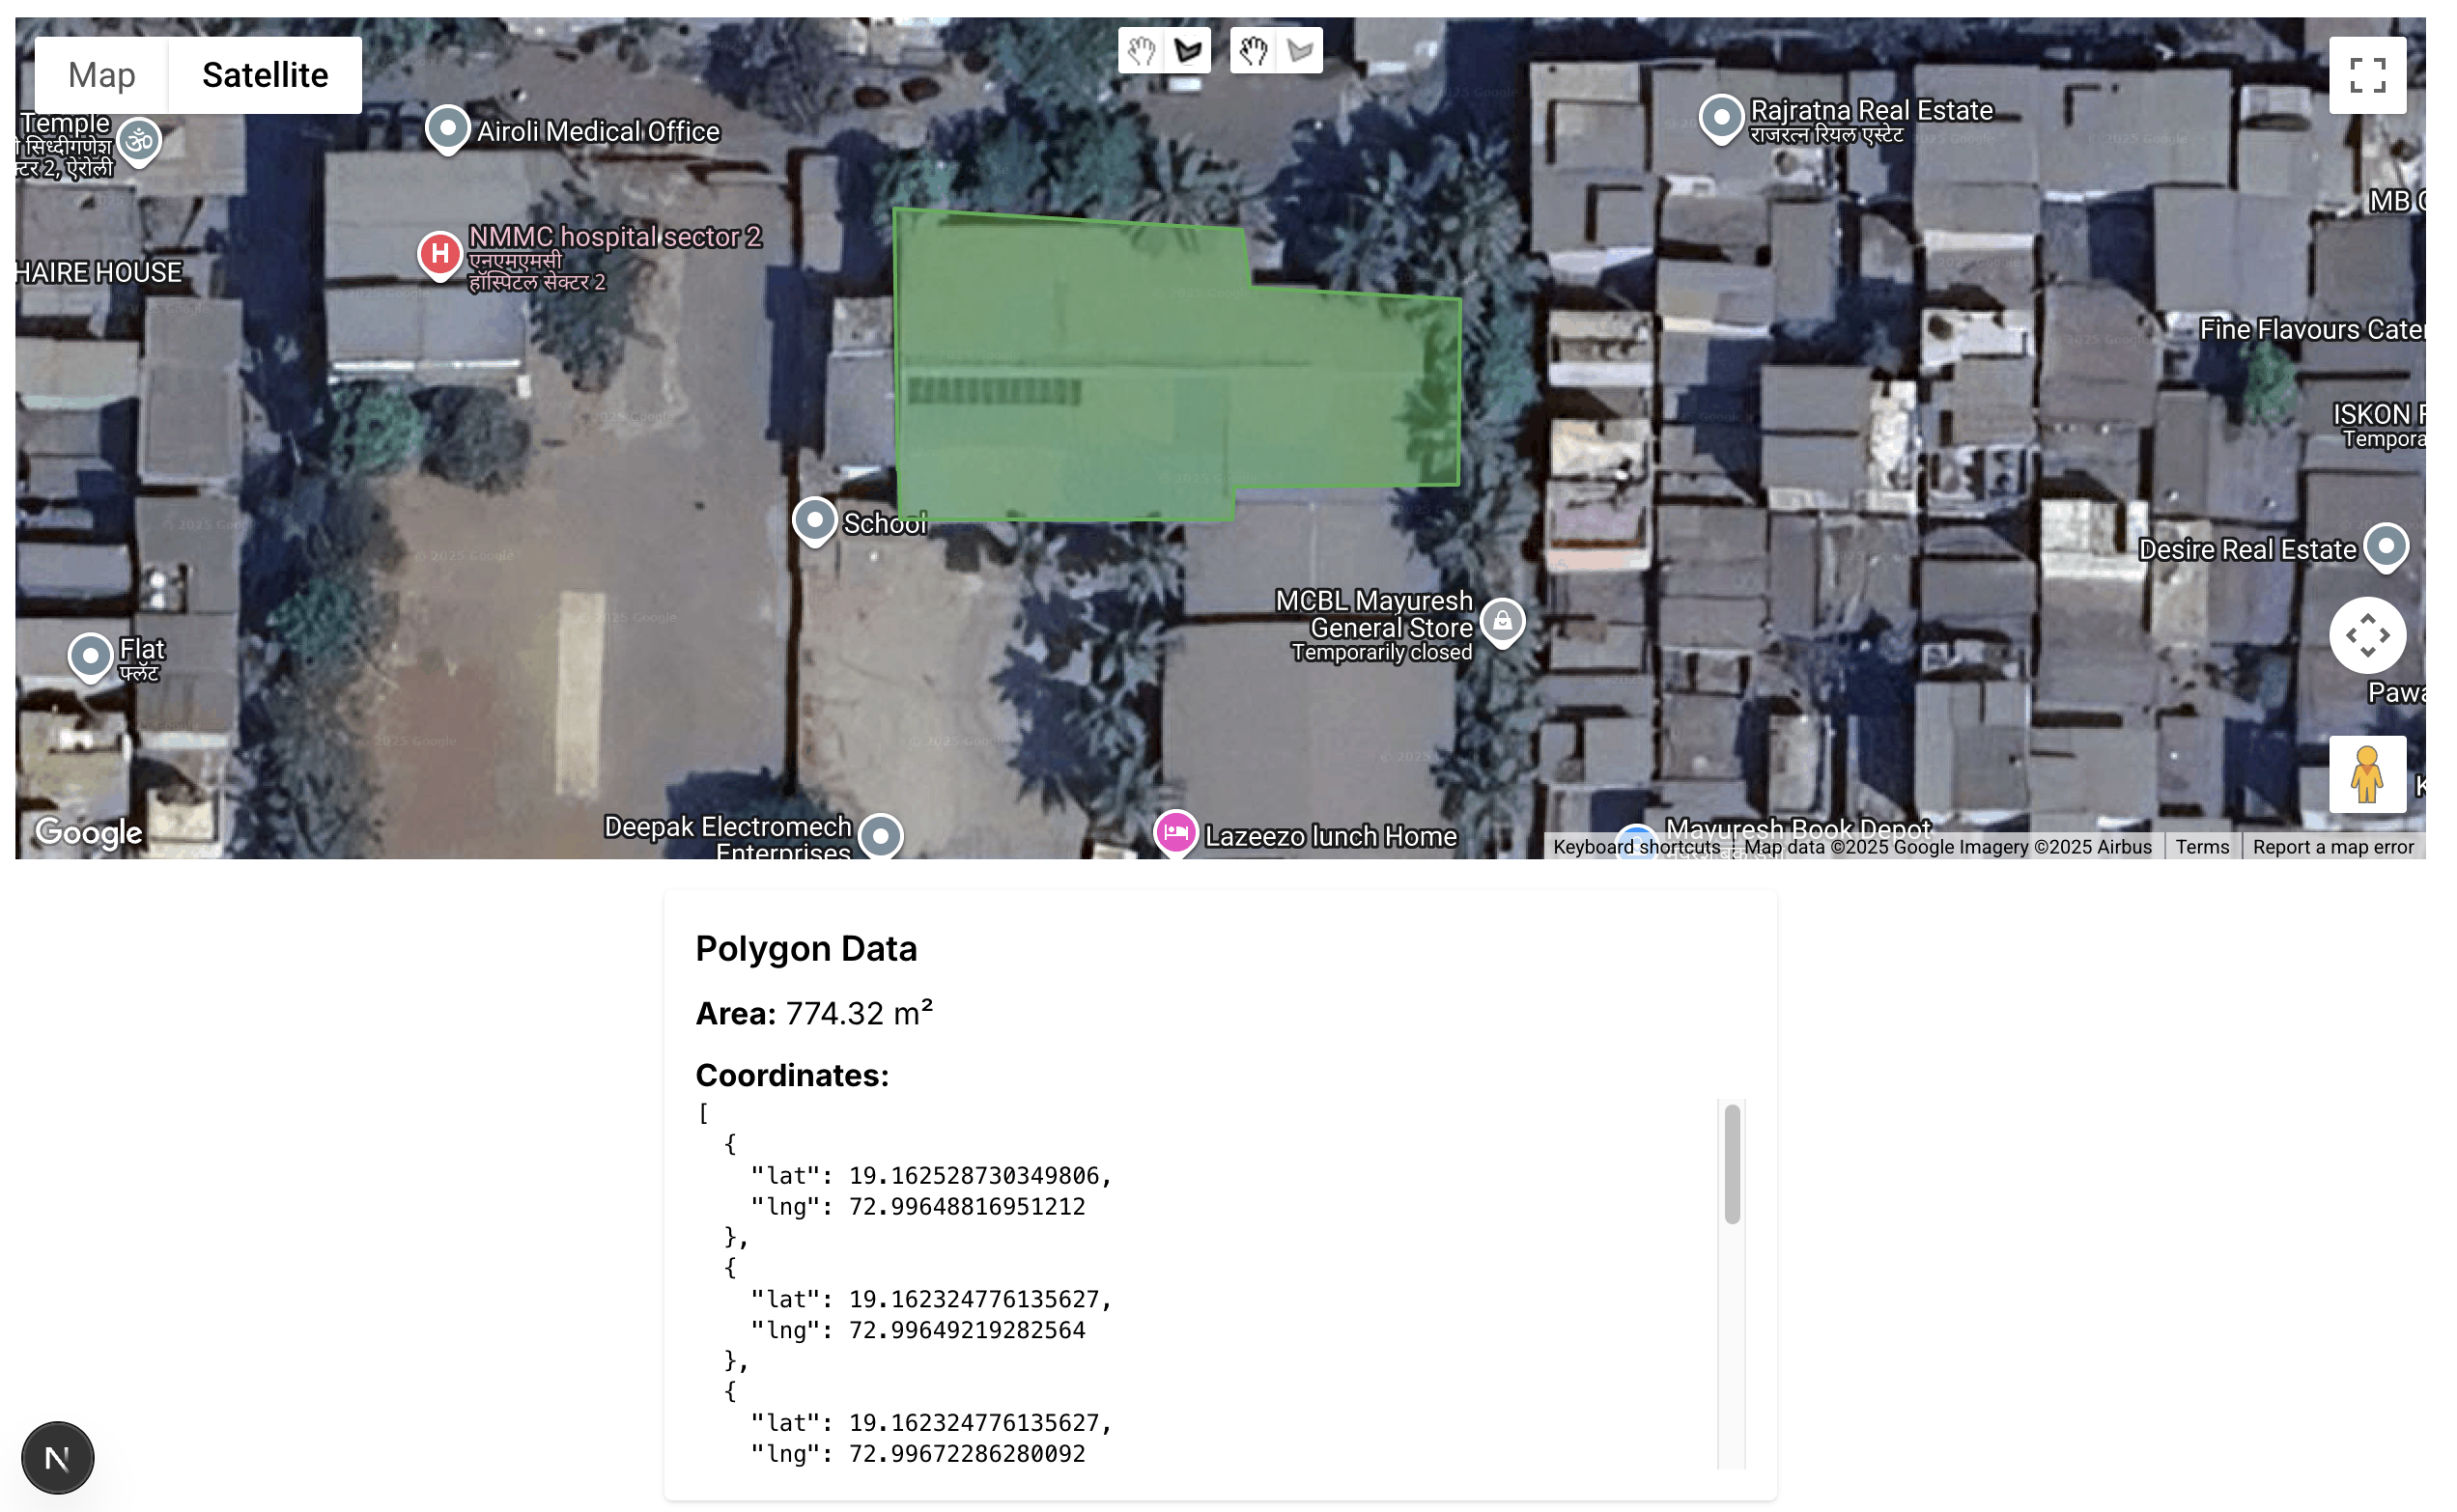 Map
Satellite
Temple
सिध्दीगणेश
2, ऐरोली
Airoli Medical Office
NMMC hospital sector 2
एनएमएमसी
हॉस्पिटल सेक्टर 2
HAIRE HOUSE
Rajratna Real Estate
राजरत्न रियल एस्टेट
MB
Fine Flavours
ISKON
School
Desire Real Estate
MCBL Mayuresh
General Store
Temporarily closed
Flat
फ्लॅट
Deepak Electromech
Enterprises
Lazeezo lunch Home
Mayuresh Book Depot
Google
Keyboard shortcuts
Map data ©2025 Google Imagery ©2025 Airbus
Terms
Report a map error
Polygon Data
Area: 774.32 m²
Coordinates:
[
{
"lat": 19.162528730349806,
"lng": 72.99648816951212
},
{
"lat": 19.162324776135627,
"lng": 72.99649219282564
},
{
"lat": 19.162324776135627,
"lng": 72.99672286280092
N